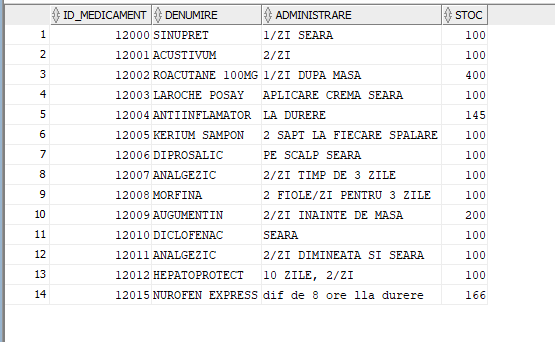 ID_MEDICAMENT DENUMIRE ADMINISTRARE STOC
1 12000 SINUPRET 1/ZI SEARA 100
2 12001 ACUSTIVUM 2/ZI 100
3 12002 ROACUTANE 100MG 1/ZI DUPA MASA 400
4 12003 LAROCHE POSAY APLICARE CREMA SEARA 100
5 12004 ANTIINFLAMATOR LA DURERE 145
6 12005 KERIUM SAMPON 2 SAPT LA FIECARE SPALARE 100
7 12006 DIPROSALIC PE SCALP SEARA 100
8 12007 ANALGEZIC 2/ZI TIMP DE 3 ZILE 100
9 12008 MORFINA 2 FIOLE/ZI PENTRU 3 ZILE 100
10 12009 AUGUMENTIN 2/ZI INAINTE DE MASA 200
11 12010 DICLOFENAC SEARA 100
12 12011 ANALGEZIC 2/ZI DIMINEATA SI SEARA 100
13 12012 HEPATOPROTECT 10 ZILE, 2/ZI 100
14 12015 NUROFEN EXPRESS dif de 8 ore lla durere 166